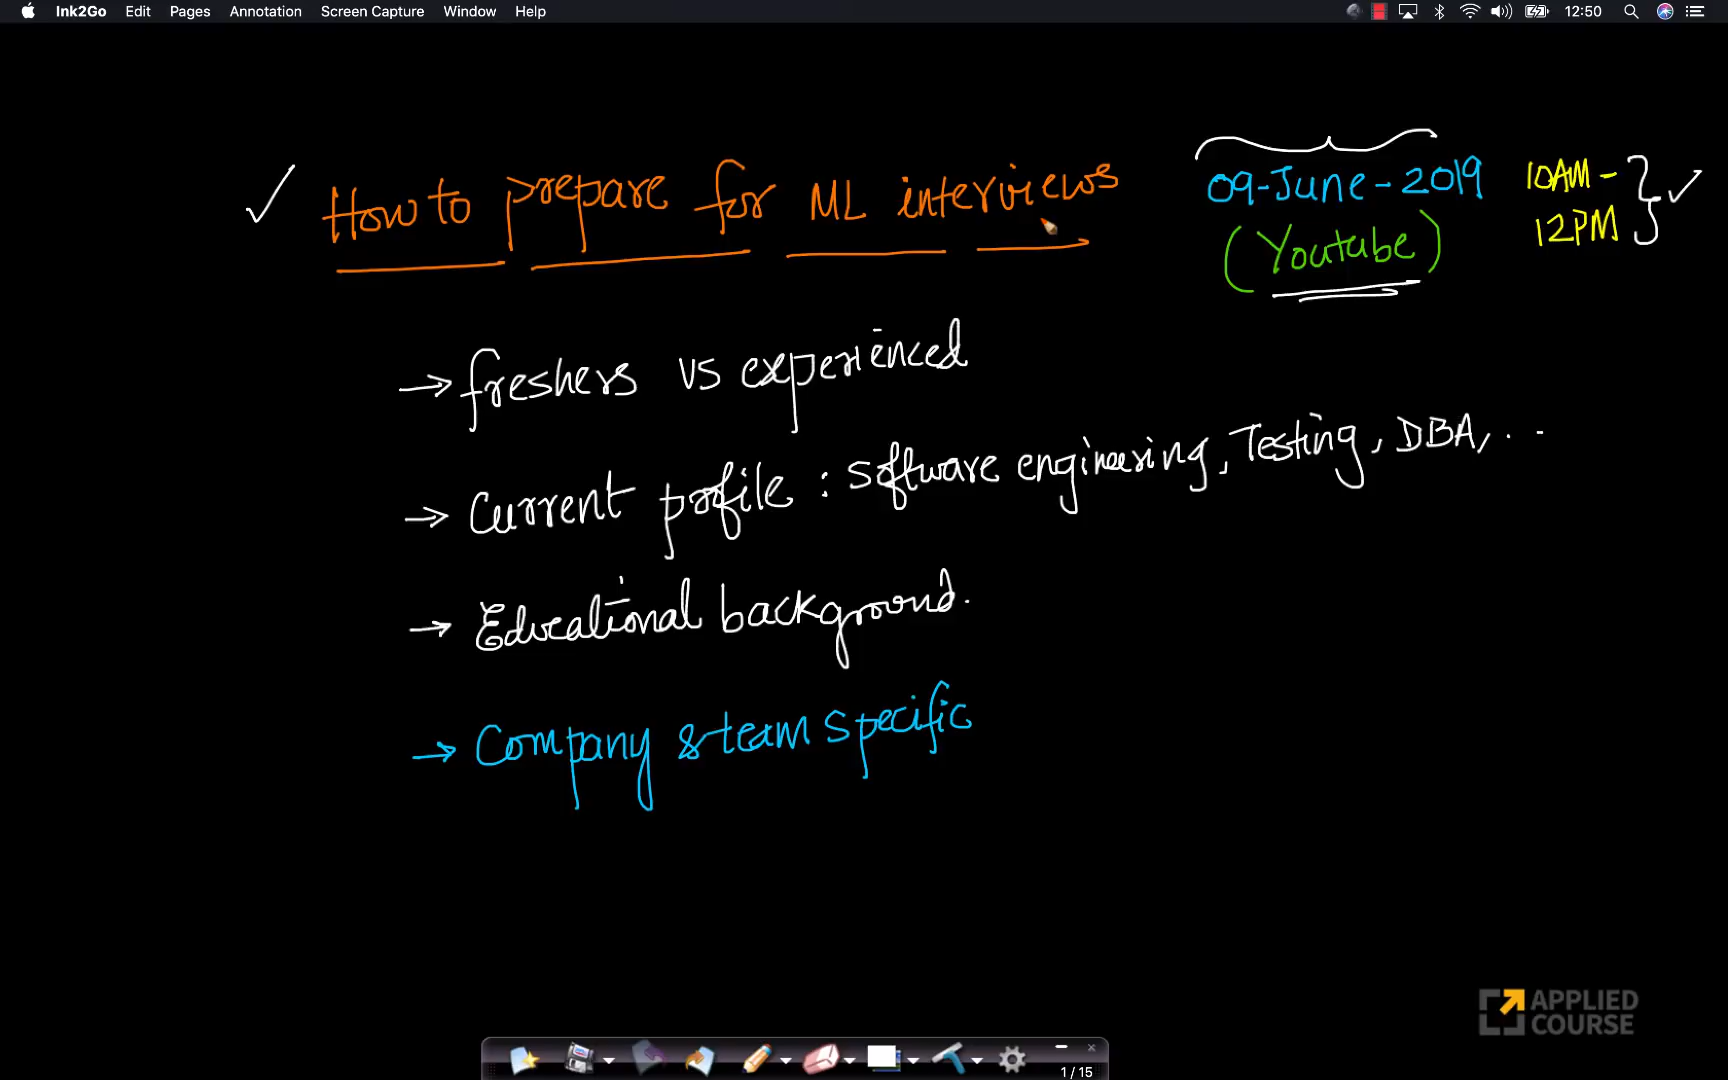 Ink2Go Edit Pages Annotation Screen Capture Window Help 12:50
How to prepare for ML interviews
09-June-2019
10AM -
12PM
(Youtube)
→ freshers vs experienced
→ Current profile : Software engineering, Testing, DBA, ...
→ Educational background.
→ Company & team specific
APPLIED
COURSE
1 / 15